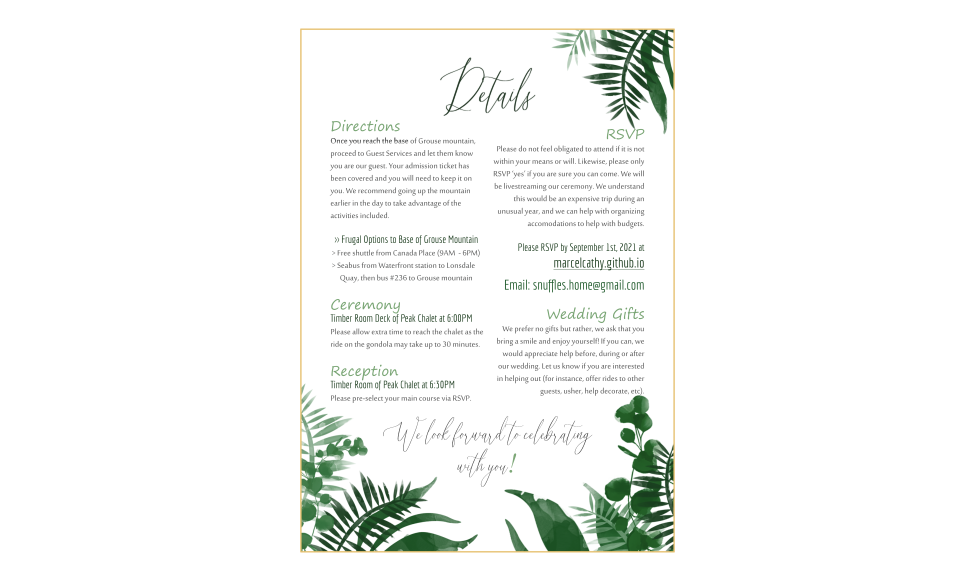 Details
Directions
Once you reach the base of Grouse mountain,
proceed to Guest Services and let them know
you are our guest. Your admission ticket has
been covered and you will need to keep it on
you. We recommend going up the mountain
earlier in the day to take advantage of the
activities included.
» Frugal Options to Base of Grouse Mountain
> Free shuttle from Canada Place (9AM - 6PM)
> Seabus from Waterfront station to Lonsdale
Quay, then bus #236 to Grouse mountain
Ceremony
Timber Room Deck of Peak Chalet at 6:00PM
Please allow extra time to reach the chalet as the
ride on the gondola may take up to 30 minutes.
Reception
Timber Room of Peak Chalet at 6:30PM
Please pre-select your main course via RSVP.
RSVP
Please do not feel obligated to attend if it is not
within your means or will. Likewise, please only
RSVP 'yes' if you are sure you can come. We will
be livestreaming our ceremony. We understand
this would be an expensive trip during an
unusual year, and we can help with organizing
accomodations to help with budgets.
Please RSVP by September 1st, 2021 at
marcelcathy.github.io
Email: snuffles.home@gmail.com
Wedding Gifts
We prefer no gifts but rather, we ask that you
bring a smile and enjoy yourself! If you can, we
would appreciate help before, during or after
our wedding. Let us know if you are interested
in helping out (for instance, offer rides to other
guests, usher, help decorate, etc).
We look forward to celebrating
with you!